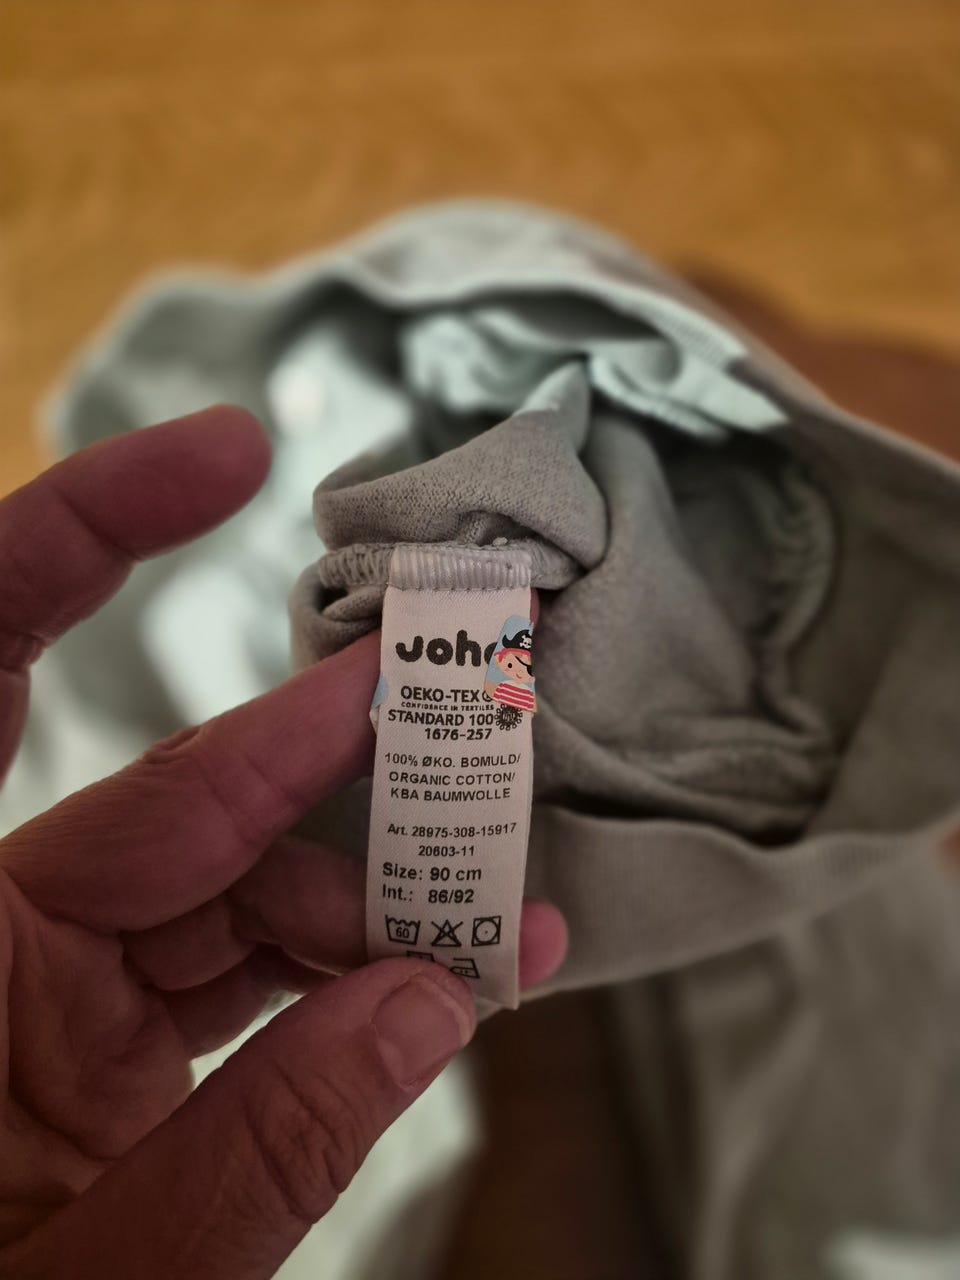 Joh
OEKO-TEX®
CONFIDENCE IN TEXTILES
STANDARD 100
1676-257
100% ØKO. BOMULD/
ORGANIC COTTON/
KBA BAUMWOLLE
Art. 28975-308-15917
20603-11
Size: 90 cm
Int.: 86/92
60